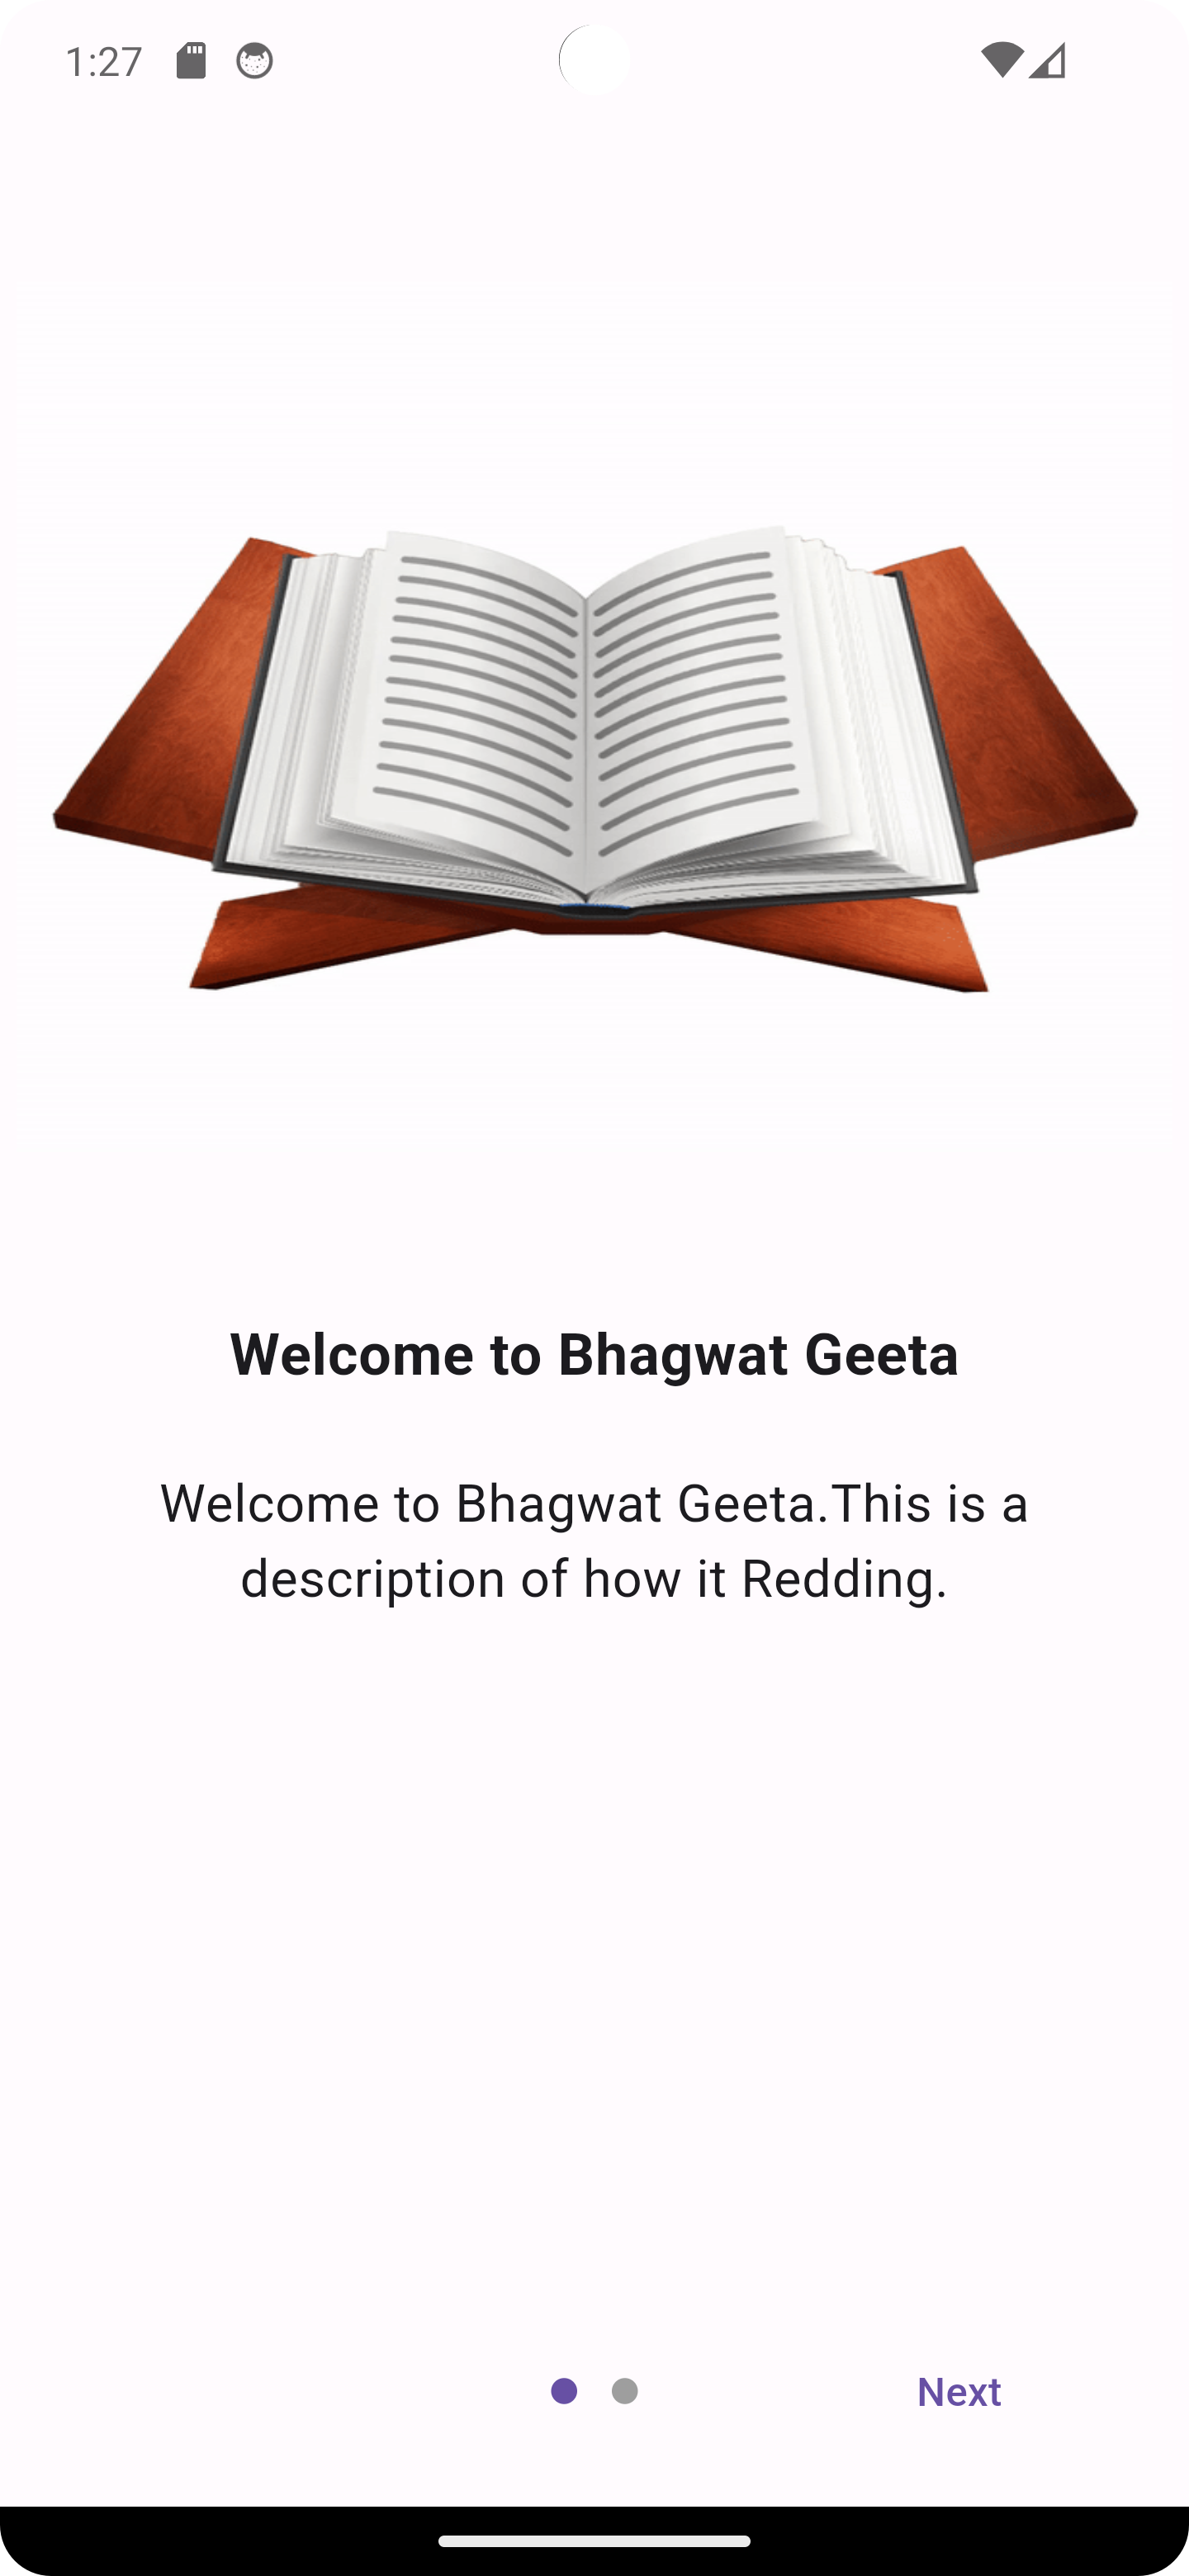 1:27
Welcome to Bhagwat Geeta
Welcome to Bhagwat Geeta.This is a
description of how it Redding.
Next